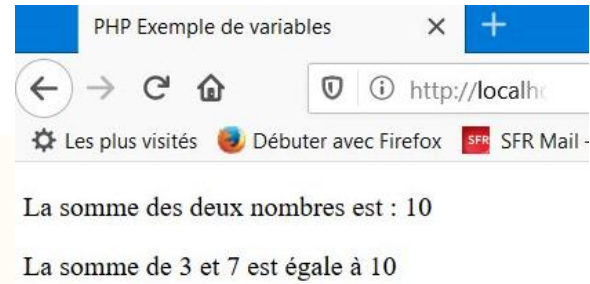 PHP Exemple de variables
http://localh
Les plus visités Débuter avec Firefox SFR SFR Mail -
La somme des deux nombres est : 10
La somme de 3 et 7 est égale à 10